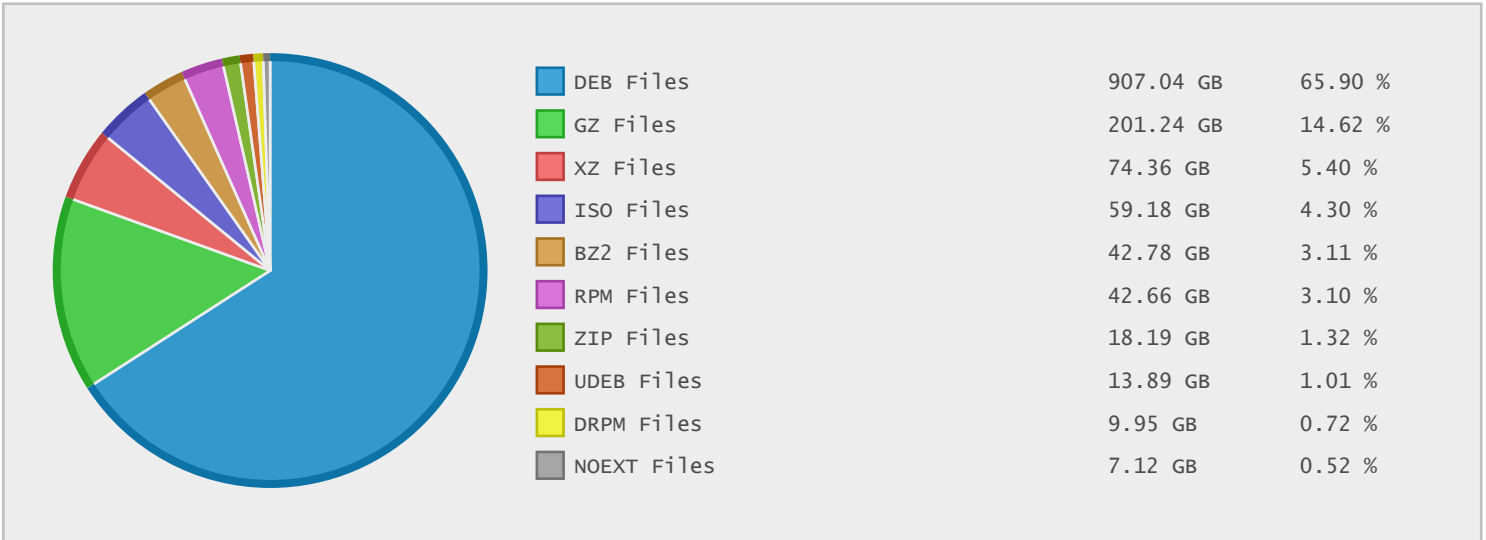 DEB Files 907.04 GB 65.90 %
GZ Files 201.24 GB 14.62 %
XZ Files 74.36 GB 5.40 %
ISO Files 59.18 GB 4.30 %
BZ2 Files 42.78 GB 3.11 %
RPM Files 42.66 GB 3.10 %
ZIP Files 18.19 GB 1.32 %
UDEB Files 13.89 GB 1.01 %
DRPM Files 9.95 GB 0.72 %
NOEXT Files 7.12 GB 0.52 %